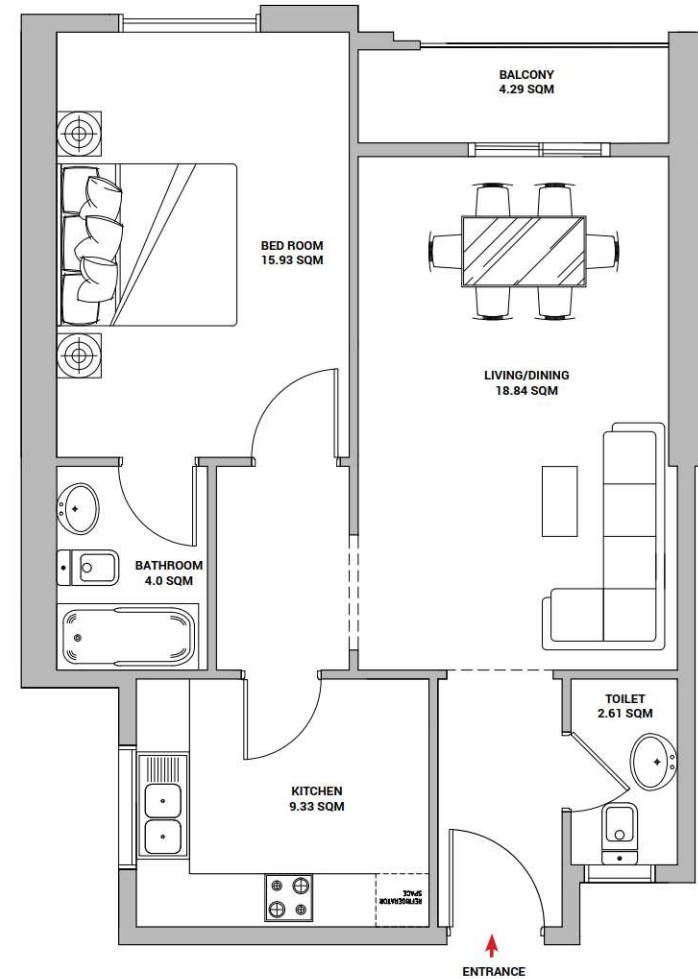 BALCONY
4.29 SQM
BED ROOM
15.93 SQM
LIVING/DINING
18.84 SQM
BATHROOM
4.0 SQM
TOILET
2.61 SQM
KITCHEN
9.33 SQM
REFRIGERATOR
SPACE
ENTRANCE